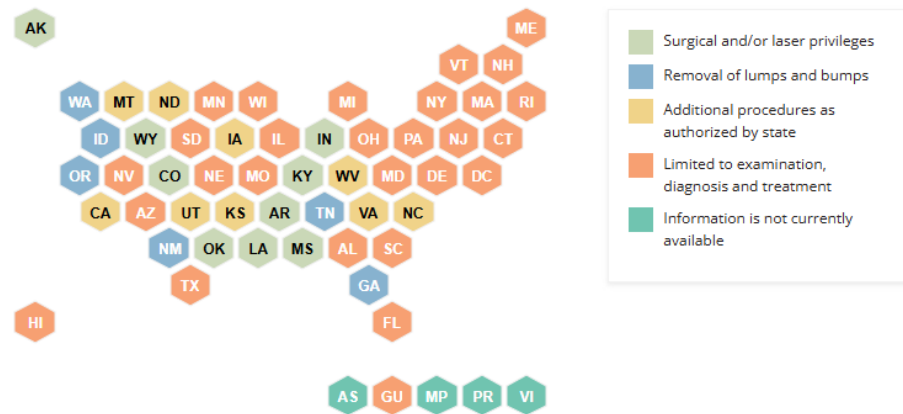 AK
ME
VT NH
WA MT ND MN WI MI NY MA RI
ID WY SD IA IL IN OH PA NJ CT
OR NV CO NE MO KY WV MD DE DC
CA AZ UT KS AR TN VA NC
NM OK LA MS AL SC
TX GA
HI FL
AS GU MP PR VI
Surgical and/or laser privileges
Removal of lumps and bumps
Additional procedures as
authorized by state
Limited to examination,
diagnosis and treatment
Information is not currently
available